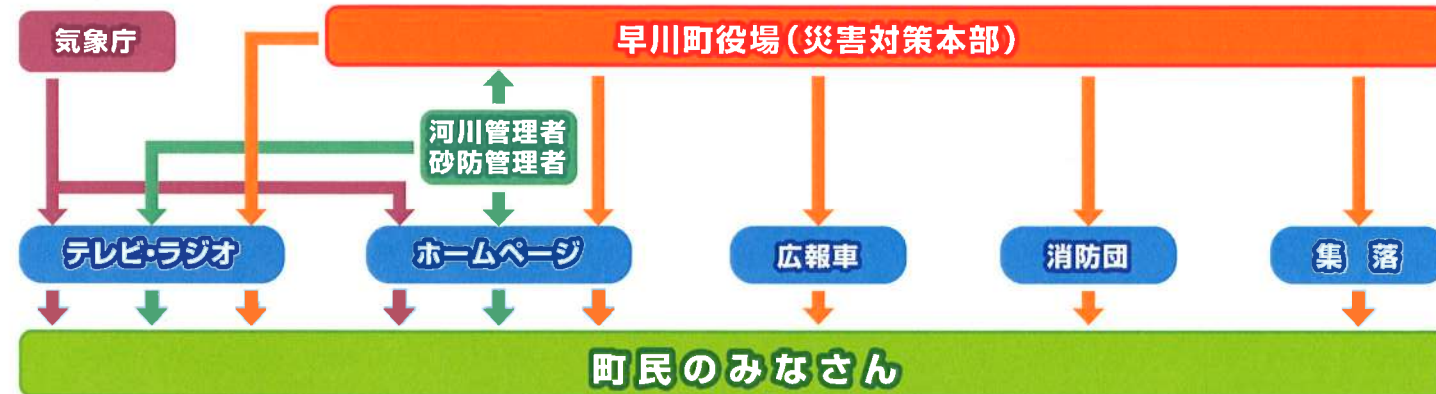 気象庁
早川町役場(災害対策本部)
河川管理者
砂防管理者
テレビ・ラジオ
ホームページ
広報車
消防団
集 落
町民のみなさん